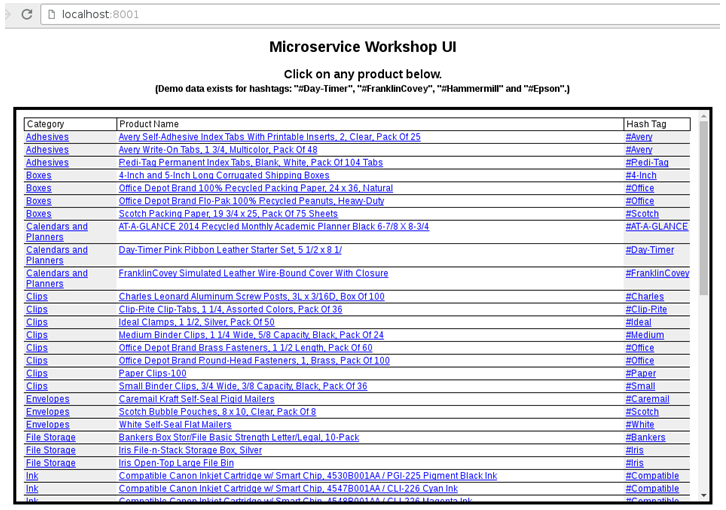 localhost:8001
Microservice Workshop UI
Click on any product below.
(Demo data exists for hashtags: "#Day-Timer", "#FranklinCovey", "#Hammermill" and "#Epson".)
Category Product Name Hash Tag
Adhesives Avery Self-Adhesive Index Tabs With Printable Inserts, 2, Clear, Pack Of 25 #Avery
Adhesives Avery Write-On Tabs, 1 3/4, Multicolor, Pack Of 48 #Avery
Adhesives Redi-Tag Permanent Index Tabs, Blank, White, Pack Of 104 Tabs #Redi-Tag
Boxes 4-Inch and 5-Inch Long Corrugated Shipping Boxes #4-Inch
Boxes Office Depot Brand 100% Recycled Packing Paper, 24 x 36, Natural #Office
Boxes Office Depot Brand Flo-Pak 100% Recycled Peanuts, Heavy-Duty #Office
Boxes Scotch Packing Paper, 19 3/4 x 25, Pack Of 75 Sheets #Scotch
Calendars and AT-A-GLANCE 2014 Recycled Monthly Academic Planner Black 6-7/8 X 8-3/4 #AT-A-GLANCE
Planners
Calendars and Day-Timer Pink Ribbon Leather Starter Set, 5 1/2 x 8 1/ #Day-Timer
Planners
Calendars and FranklinCovey Simulated Leather Wire-Bound Cover With Closure #FranklinCovey
Planners
Clips Charles Leonard Aluminum Screw Posts, 3L x 3/16D, Box Of 100 #Charles
Clips Clip-Rite Clip-Tabs, 1 1/4, Assorted Colors, Pack Of 36 #Clip-Rite
Clips Ideal Clamps, 1 1/2, Silver, Pack Of 50 #Ideal
Clips Medium Binder Clips, 1 1/4 Wide, 5/8 Capacity, Black, Pack Of 24 #Medium
Clips Office Depot Brand Brass Fasteners, 1 1/2 Length, Pack Of 60 #Office
Clips Office Depot Brand Round-Head Fasteners, 1, Brass, Pack Of 100 #Office
Clips Paper Clips-100 #Paper
Clips Small Binder Clips, 3/4 Wide, 3/8 Capacity, Black, Pack Of 36 #Small
Envelopes Caremail Kraft Self-Seal Rigid Mailers #Caremail
Envelopes Scotch Bubble Pouches, 8 x 10, Clear, Pack Of 8 #Scotch
Envelopes White Self-Seal Flat Mailers #White
File Storage Bankers Box Stor/File Basic Strength Letter/Legal, 10-Pack #Bankers
File Storage Iris File-n-Stack Storage Box, Silver #Iris
File Storage Iris Open-Top Large File Bin #Iris
Ink Compatible Canon Inkjet Cartridge w/ Smart Chip, 4530B001AA / PGI-225 Pigment Black Ink #Compatible
Ink Compatible Canon Inkjet Cartridge w/ Smart Chip, 4547B001AA / CLI-226 Cyan Ink #Compatible
Ink Compatible Canon Inkjet Cartridge w/ Smart Chip, 4548B001AA / CLI-226 Magenta Ink #Compatible